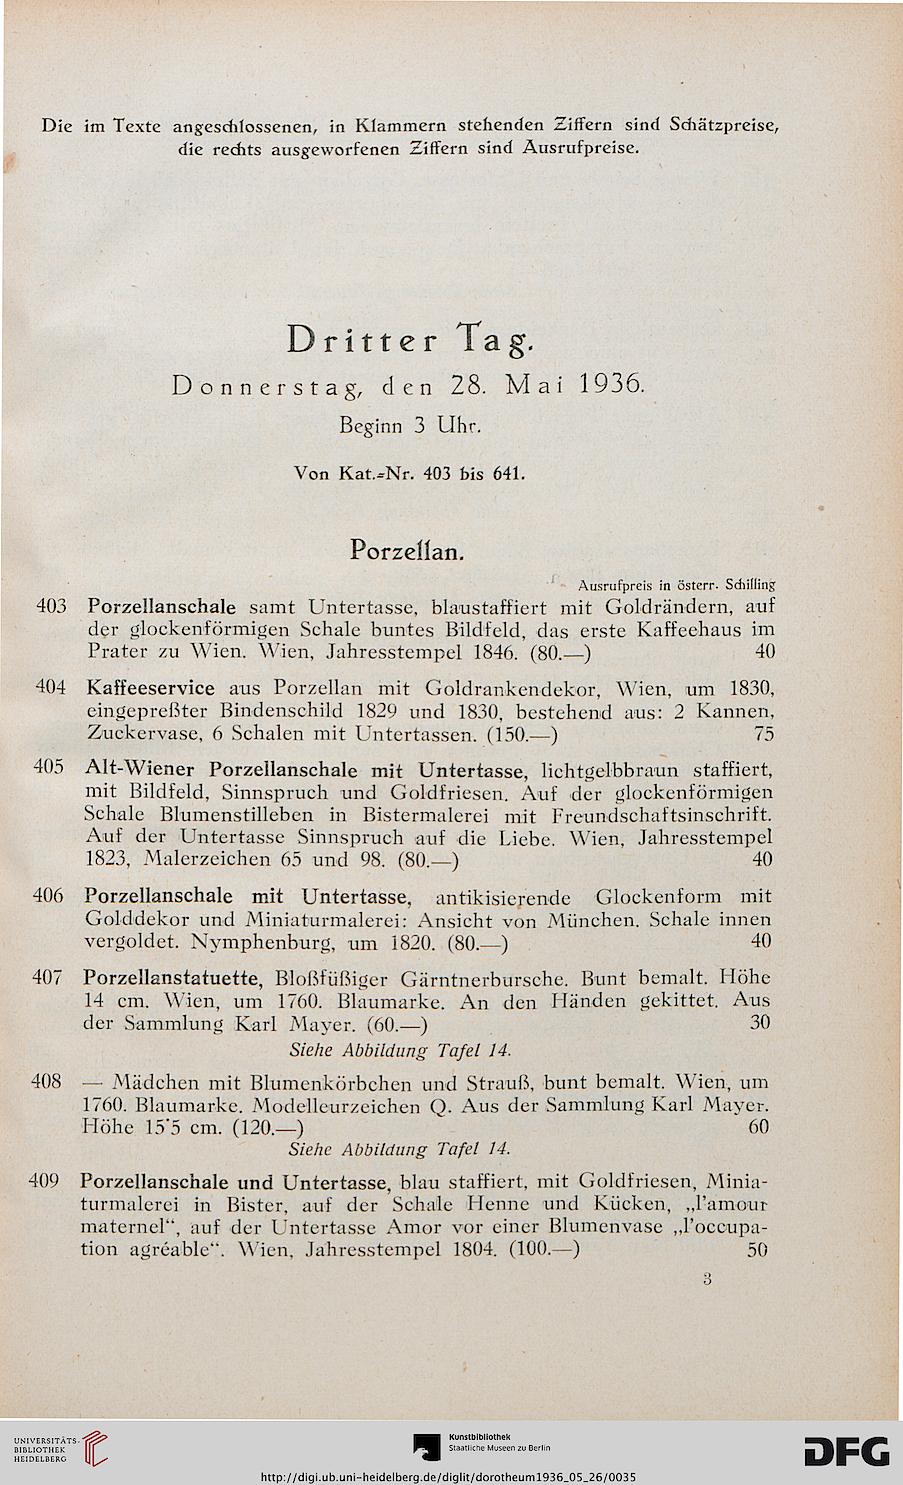 Die im Texte angeschlossenen, in Klammern stehenden Ziffern sind Schätzpreise,
die rechts ausgeworfenen Ziffern sind Ausrufpreise.
Dritter Tag.
Donnerstag, den 28. Mai 1936.
Beginn 3 Uhr.
Von Kat.=Nr. 403 bis 641.
Porzellan.
Ausrufpreis in österr. Schilling
403 Porzellanschale samt Untertasse, blaustaffiert mit Goldrändern, auf
der glockenförmigen Schale buntes Bildfeld, das erste Kaffeehaus im
Prater zu Wien. Wien, Jahresstempel 1846. (80.—) 40
404 Kaffeeservice aus Porzellan mit Goldrankendekor, Wien, um 1830,
eingepreßter Bindenschild 1829 und 1830, bestehend aus: 2 Kannen,
Zuckervase, 6 Schalen mit Untertassen. (150.—) 75
405 Alt-Wiener Porzellanschale mit Untertasse, lichtgelbbraun staffiert,
mit Bildfeld, Sinnspruch und Goldfriesen. Auf der glockenförmigen
Schale Blumenstilleben in Bistermalerei mit Freundschaftsinschrift.
Auf der Untertasse Sinnspruch auf die Liebe. Wien, Jahresstempel
1823, Malerzeichen 65 und 98. (80.—) 40
406 Porzellanschale mit Untertasse, antikisierende Glockenform mit
Golddekor und Miniaturmalerei: Ansicht von München. Schale innen
vergoldet. Nymphenburg, um 1820. (80.—) 40
407 Porzellanstatuette, Bloßfüßiger Gärntnerbursche. Bunt bemalt. Höhe
14 cm. Wien, um 1760. Blaumarke. An den Händen gekittet. Aus
der Sammlung Karl Mayer. (60.—) 30
Siehe Abbildung Tafel 14.
408 — Mädchen mit Blumenkörbchen und Strauß, bunt bemalt. Wien, um
1760. Blaumarke. Modelleurzeichen Q. Aus der Sammlung Karl Mayer.
Höhe 15˙5 cm. (120.—) 60
Siehe Abbildung Tafel 14.
409 Porzellanschale und Untertasse, blau staffiert, mit Goldfriesen, Minia-
turmalerei in Bister, auf der Schale Henne und Kücken, „l’amour
maternel“, auf der Untertasse Amor vor einer Blumenvase „l’occupa-
tion agréable“. Wien, Jahresstempel 1804. (100.—) 50
3
UNIVERSITÄTS-
BIBLIOTHEK
HEIDELBERG
Kunstbibliothek
Staatliche Museen zu Berlin
DFG
http://digi.ub.uni-heidelberg.de/diglit/dorotheum1936_05_26/0035